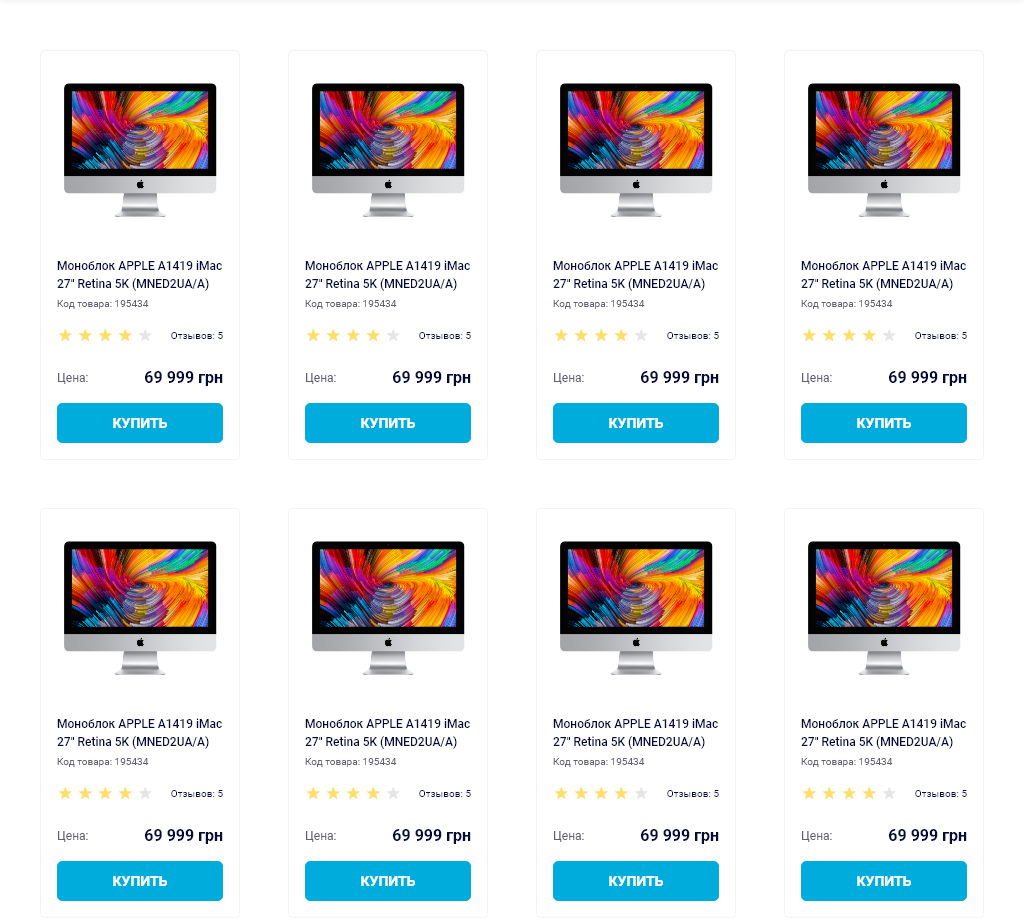 Моноблок APPLE A1419 iMac
27" Retina 5K (MNED2UA/A)
Код товара: 195434
Отзывов: 5
Цена: 69 999 грн
КУПИТЬ
Моноблок APPLE A1419 iMac
27" Retina 5K (MNED2UA/A)
Код товара: 195434
Отзывов: 5
Цена: 69 999 грн
КУПИТЬ
Моноблок APPLE A1419 iMac
27" Retina 5K (MNED2UA/A)
Код товара: 195434
Отзывов: 5
Цена: 69 999 грн
КУПИТЬ
Моноблок APPLE A1419 iMac
27" Retina 5K (MNED2UA/A)
Код товара: 195434
Отзывов: 5
Цена: 69 999 грн
КУПИТЬ
Моноблок APPLE A1419 iMac
27" Retina 5K (MNED2UA/A)
Код товара: 195434
Отзывов: 5
Цена: 69 999 грн
КУПИТЬ
Моноблок APPLE A1419 iMac
27" Retina 5K (MNED2UA/A)
Код товара: 195434
Отзывов: 5
Цена: 69 999 грн
КУПИТЬ
Моноблок APPLE A1419 iMac
27" Retina 5K (MNED2UA/A)
Код товара: 195434
Отзывов: 5
Цена: 69 999 грн
КУПИТЬ
Моноблок APPLE A1419 iMac
27" Retina 5K (MNED2UA/A)
Код товара: 195434
Отзывов: 5
Цена: 69 999 грн
КУПИТЬ